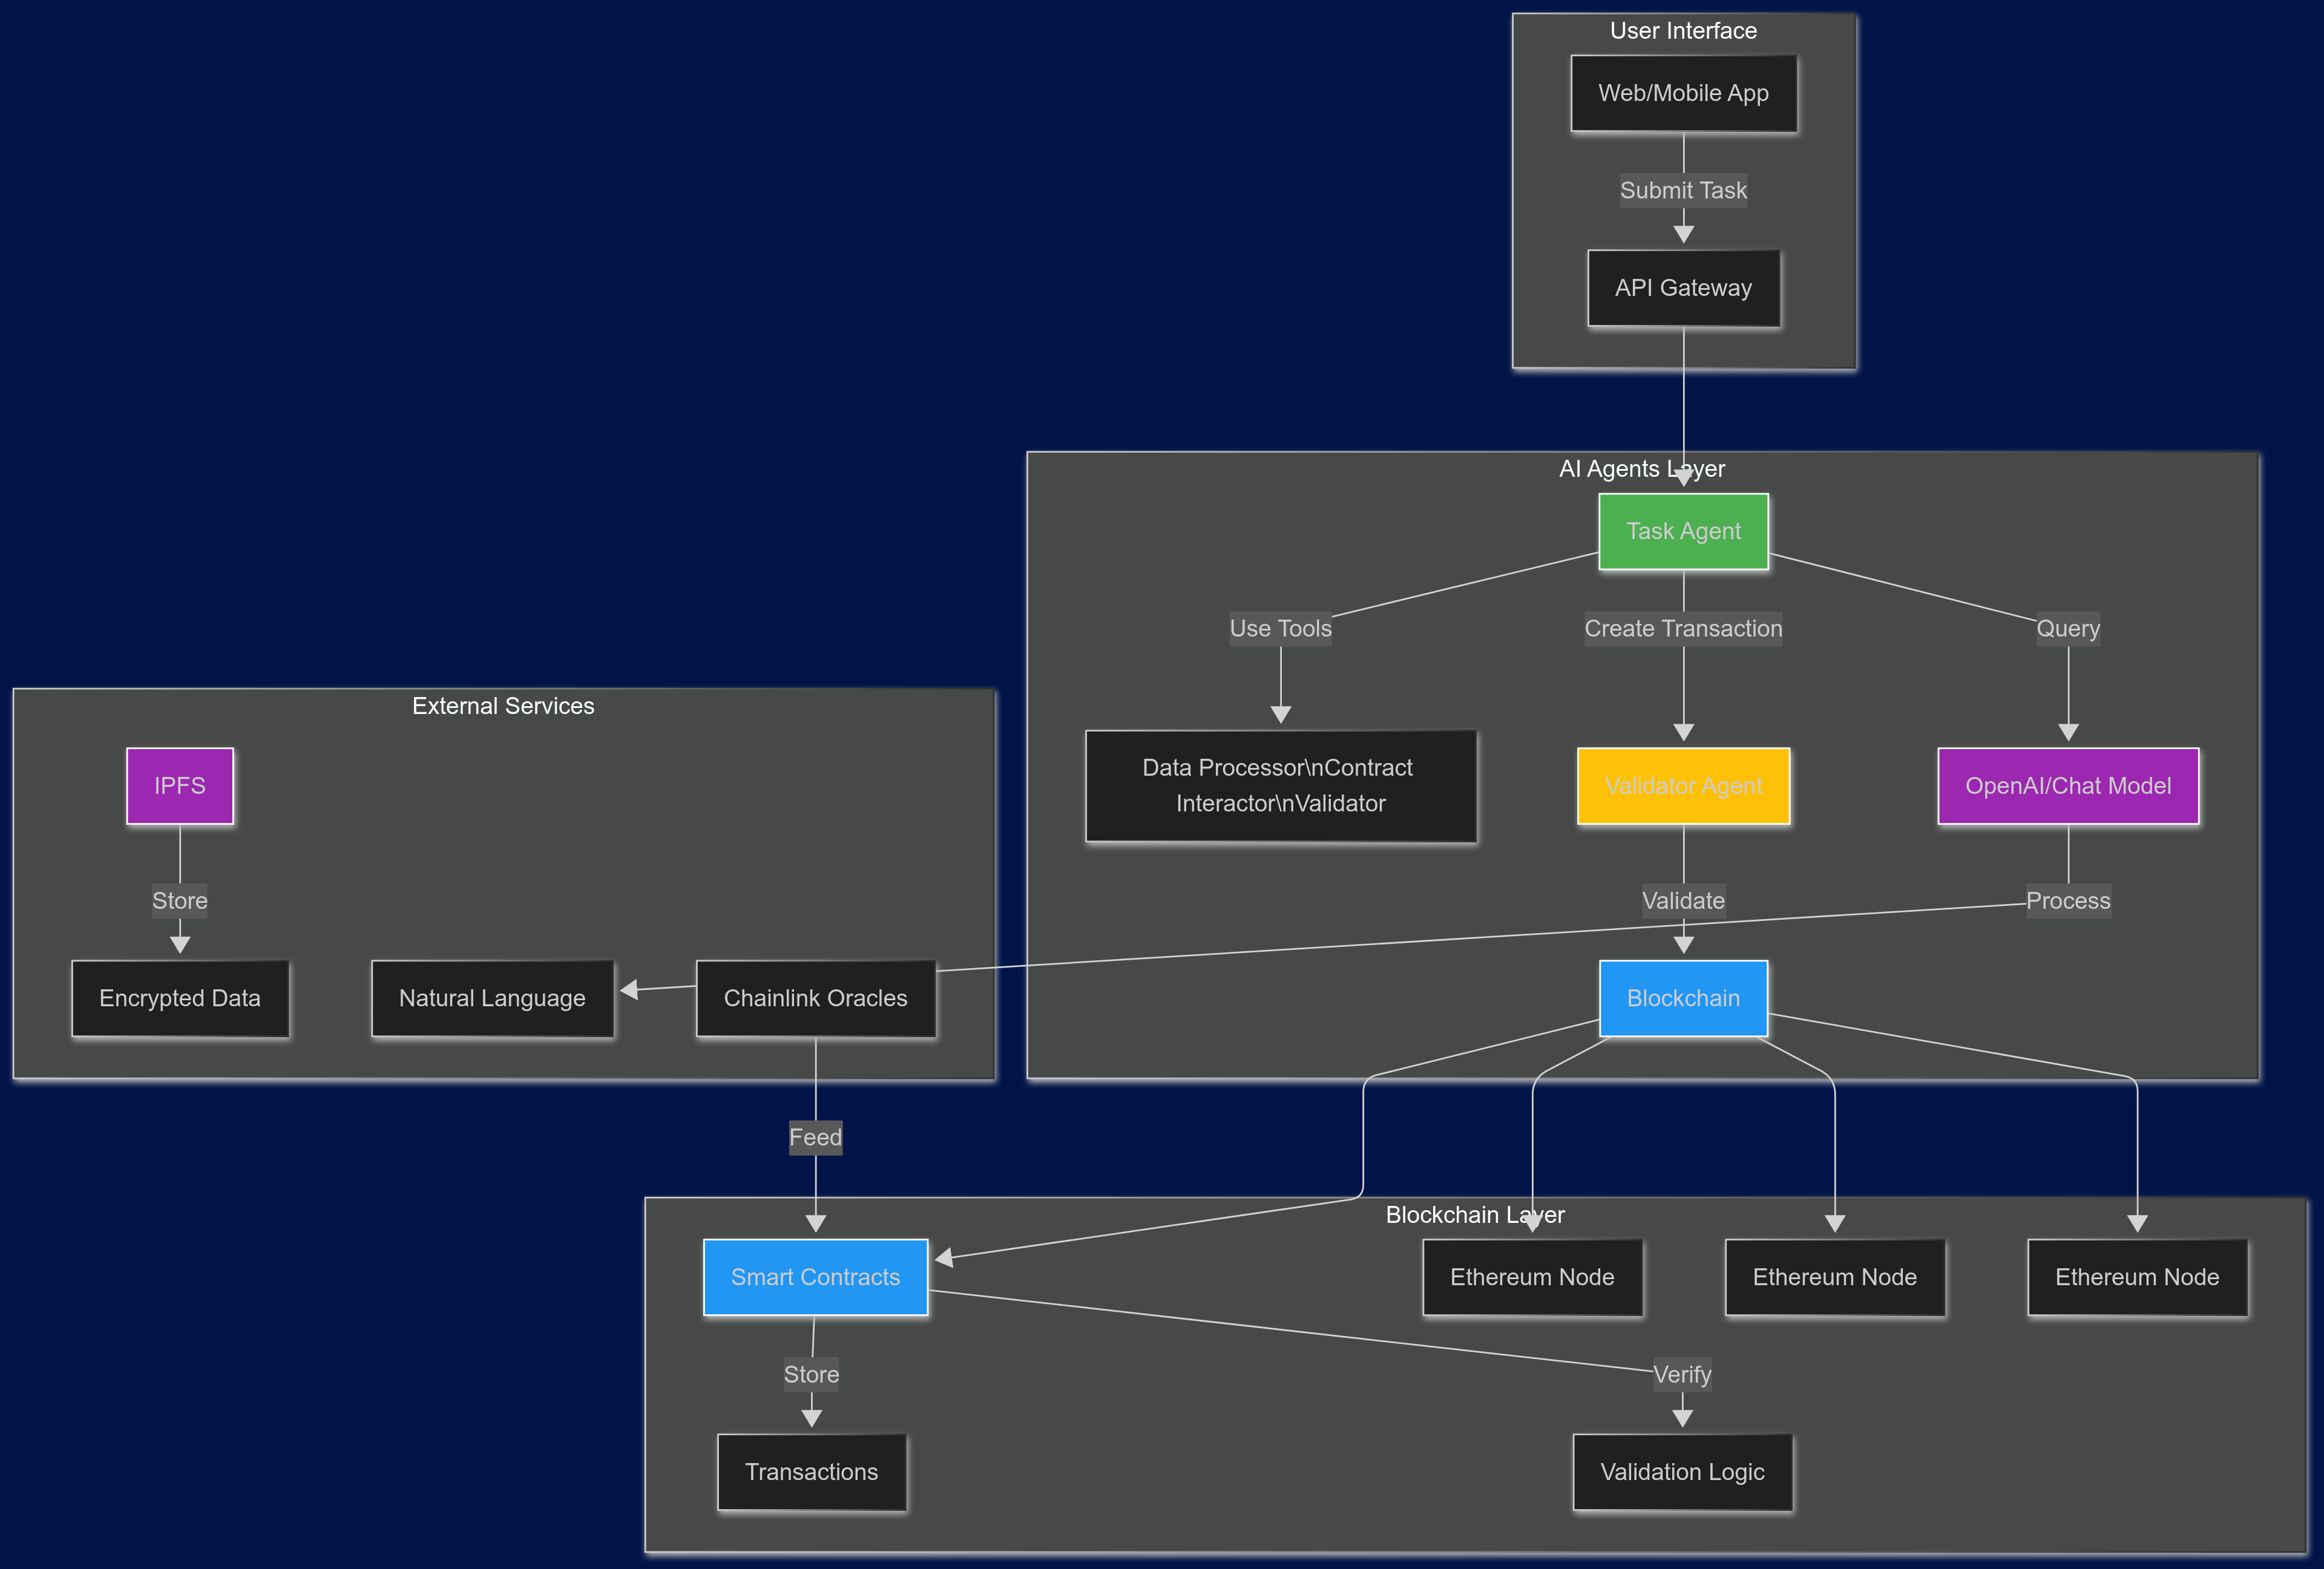 User Interface
Web/Mobile App
Submit Task
API Gateway
AI Agents Layer
Task Agent
Use Tools
Create Transaction
Query
External Services
IPFS
Data Processor\nContract
Interactor\nValidator
Validator Agent
OpenAI/Chat Model
Store
Validate
Process
Encrypted Data
Natural Language
Chainlink Oracles
Blockchain
Feed
Blockchain Layer
Smart Contracts
Ethereum Node
Ethereum Node
Ethereum Node
Store
Verify
Transactions
Validation Logic